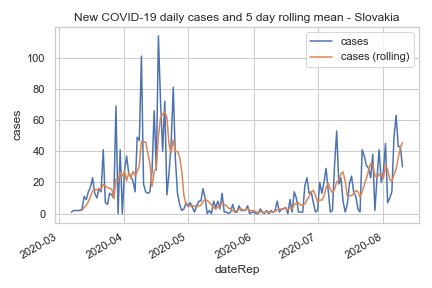 New COVID-19 daily cases and 5 day rolling mean - Slovakia
cases
cases (rolling)
100
80
60
40
20
0
cases
2020-03
2020-04
2020-05
2020-06
2020-07
2020-08
dateRep